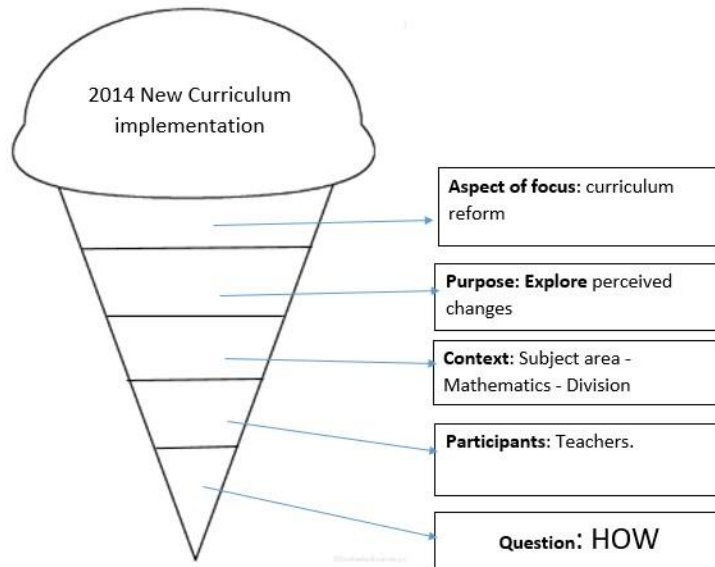 2014 New Curriculum
implementation
Aspect of focus: curriculum
reform
Purpose: Explore perceived
changes
Context: Subject area -
Mathematics - Division
Participants: Teachers.
Question: HOW